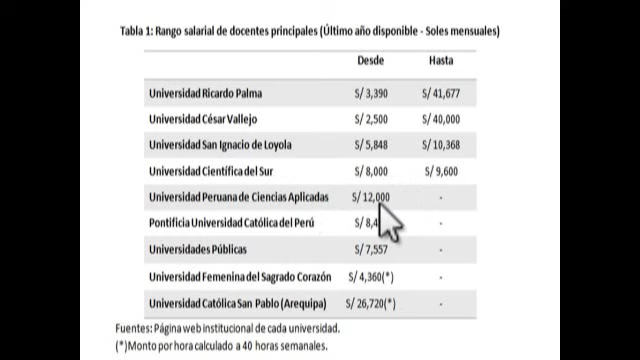 Tabla 1: Rango salarial de docentes principales (Último año disponible - Soles mensuales)
Desde Hasta
Universidad Ricardo Palma S/ 3,390 S/ 41,677
Universidad César Vallejo S/ 2,500 S/ 40,000
Universidad San Ignacio de Loyola S/ 5,848 S/ 10,368
Universidad Científica del Sur S/ 8,000 S/ 9,600
Universidad Peruana de Ciencias Aplicadas S/ 12,000 -
Pontificia Universidad Católica del Perú S/ 8,4 -
Universidades Públicas S/ 7,557 -
Universidad Femenina del Sagrado Corazón S/ 4,360(*) -
Universidad Católica San Pablo (Arequipa) S/ 26,720(*) -
Fuentes: Página web institucional de cada universidad.
(*)Monto por hora calculado a 40 horas semanales.